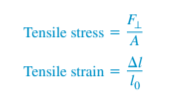 Tensile stress = F⊥ / A
Tensile strain = Δl / l₀